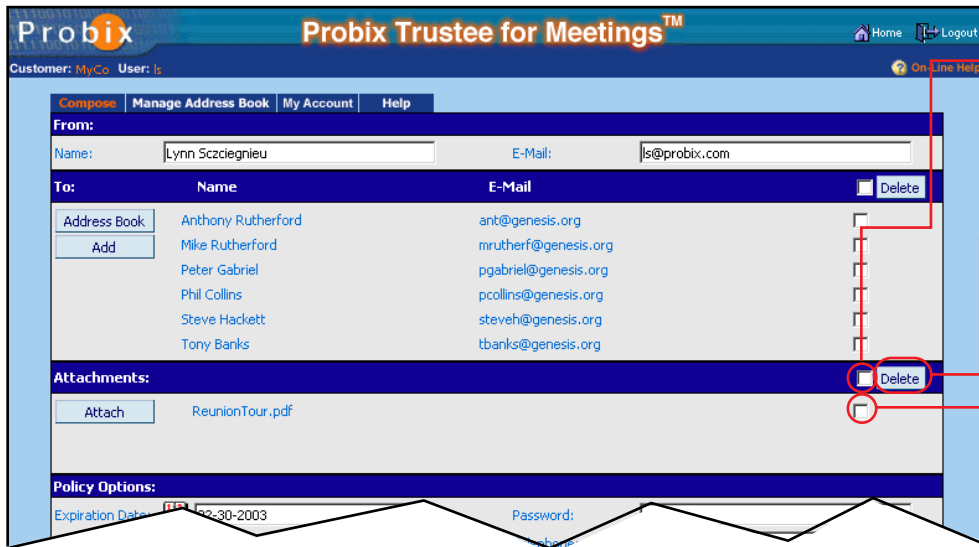 Probix
Probix Trustee for Meetings™
Home Logout
Customer: MyCo User: ls
On-Line Help
Compose Manage Address Book My Account Help
From:
Name: Lynn Sczciegnieu E-Mail: ls@probix.com
To: Name E-Mail Delete
Address Book Anthony Rutherford ant@genesis.org
Add Mike Rutherford mrutherf@genesis.org
Peter Gabriel pgabriel@genesis.org
Phil Collins pcollins@genesis.org
Steve Hackett steveh@genesis.org
Tony Banks tbanks@genesis.org
Attachments: Delete
Attach ReunionTour.pdf
Policy Options:
Expiration Date: -30-2003 Password: